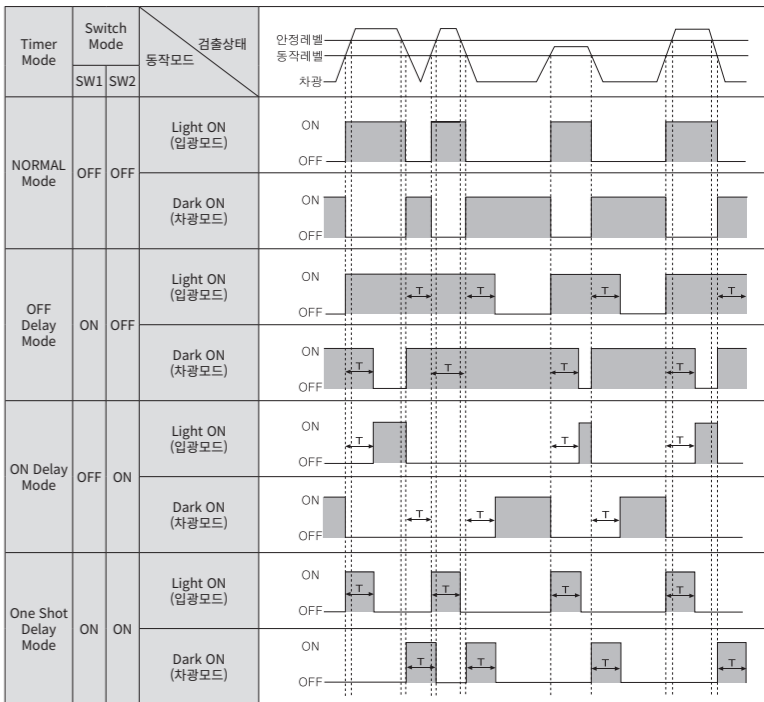 Timer
Mode
Switch
Mode
SW1 SW2
검출상태
동작모드
안정레벨
동작레벨
차광
NORMAL
Mode
OFF OFF
Light ON
(입광모드)
ON
OFF
Dark ON
(차광모드)
ON
OFF
OFF
Delay
Mode
ON OFF
Light ON
(입광모드)
ON
T T T T
OFF
Dark ON
(차광모드)
ON
T T T T
OFF
ON Delay
Mode
OFF ON
Light ON
(입광모드)
ON
T T T
OFF
Dark ON
(차광모드)
ON
T T T
OFF
One Shot
Delay
Mode
ON ON
Light ON
(입광모드)
ON
T T T T
OFF
Dark ON
(차광모드)
ON
T T T T
OFF